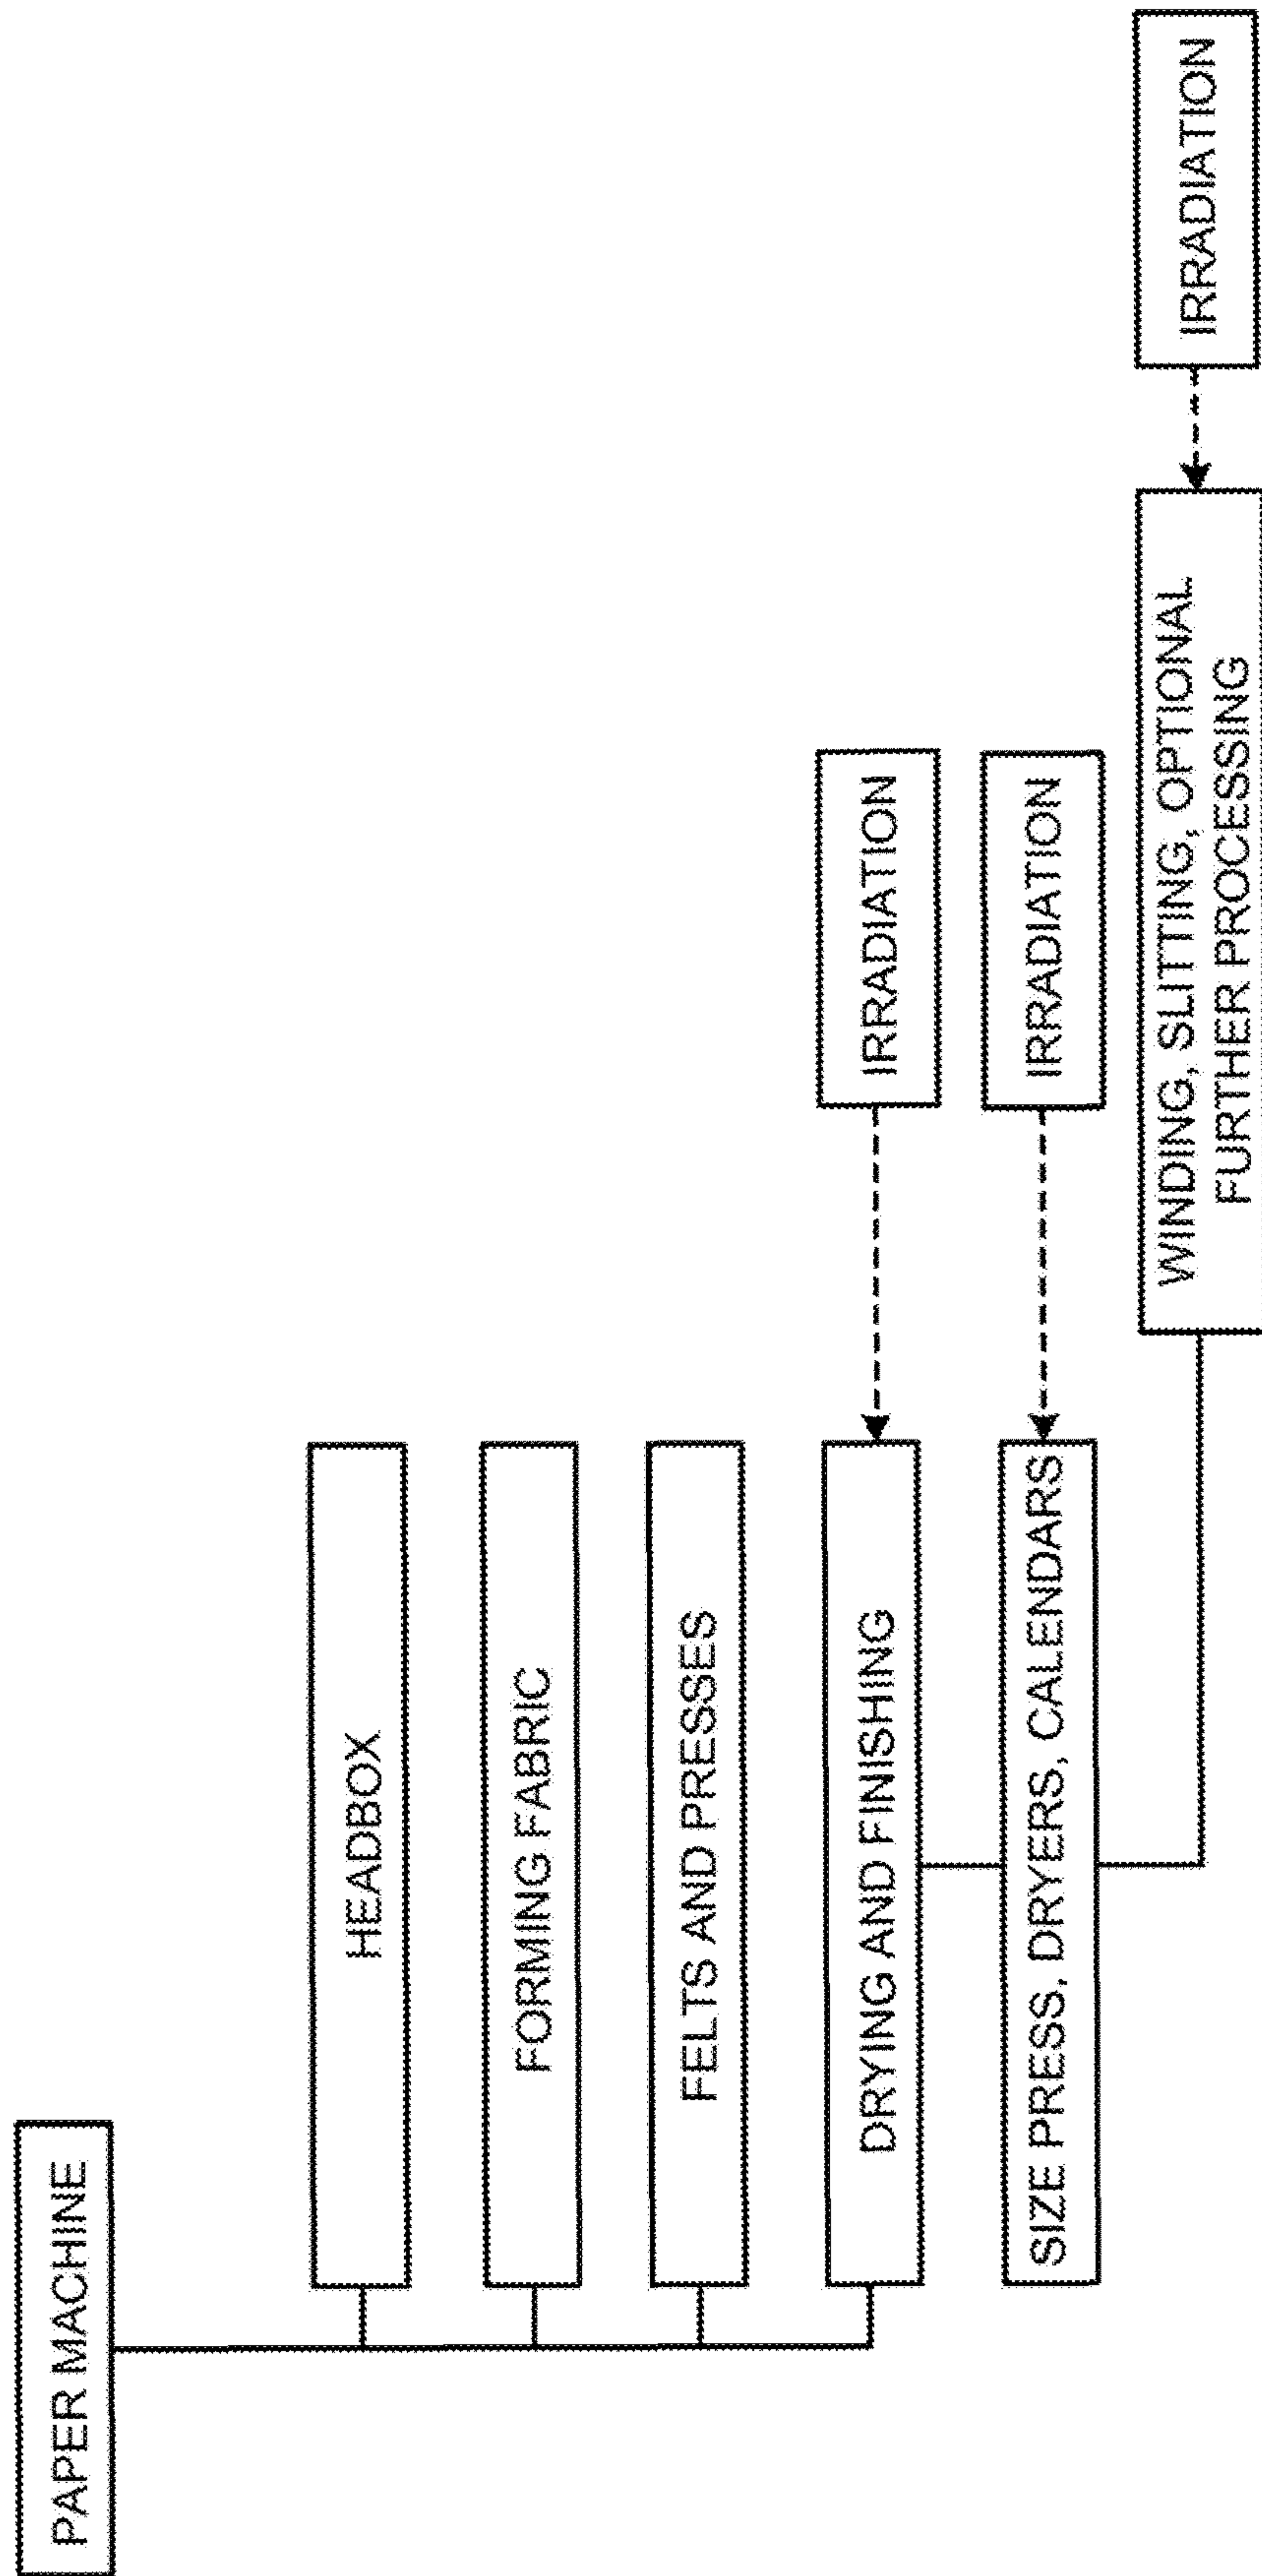 PAPER MACHINE
HEADBOX
FORMING FABRIC
FELTS AND PRESSES
DRYING AND FINISHING
IRRADIATION
SIZE PRESS, DRYERS, CALENDARS
IRRADIATION
WINDING, SLITTING, OPTIONAL
FURTHER PROCESSING
IRRADIATION